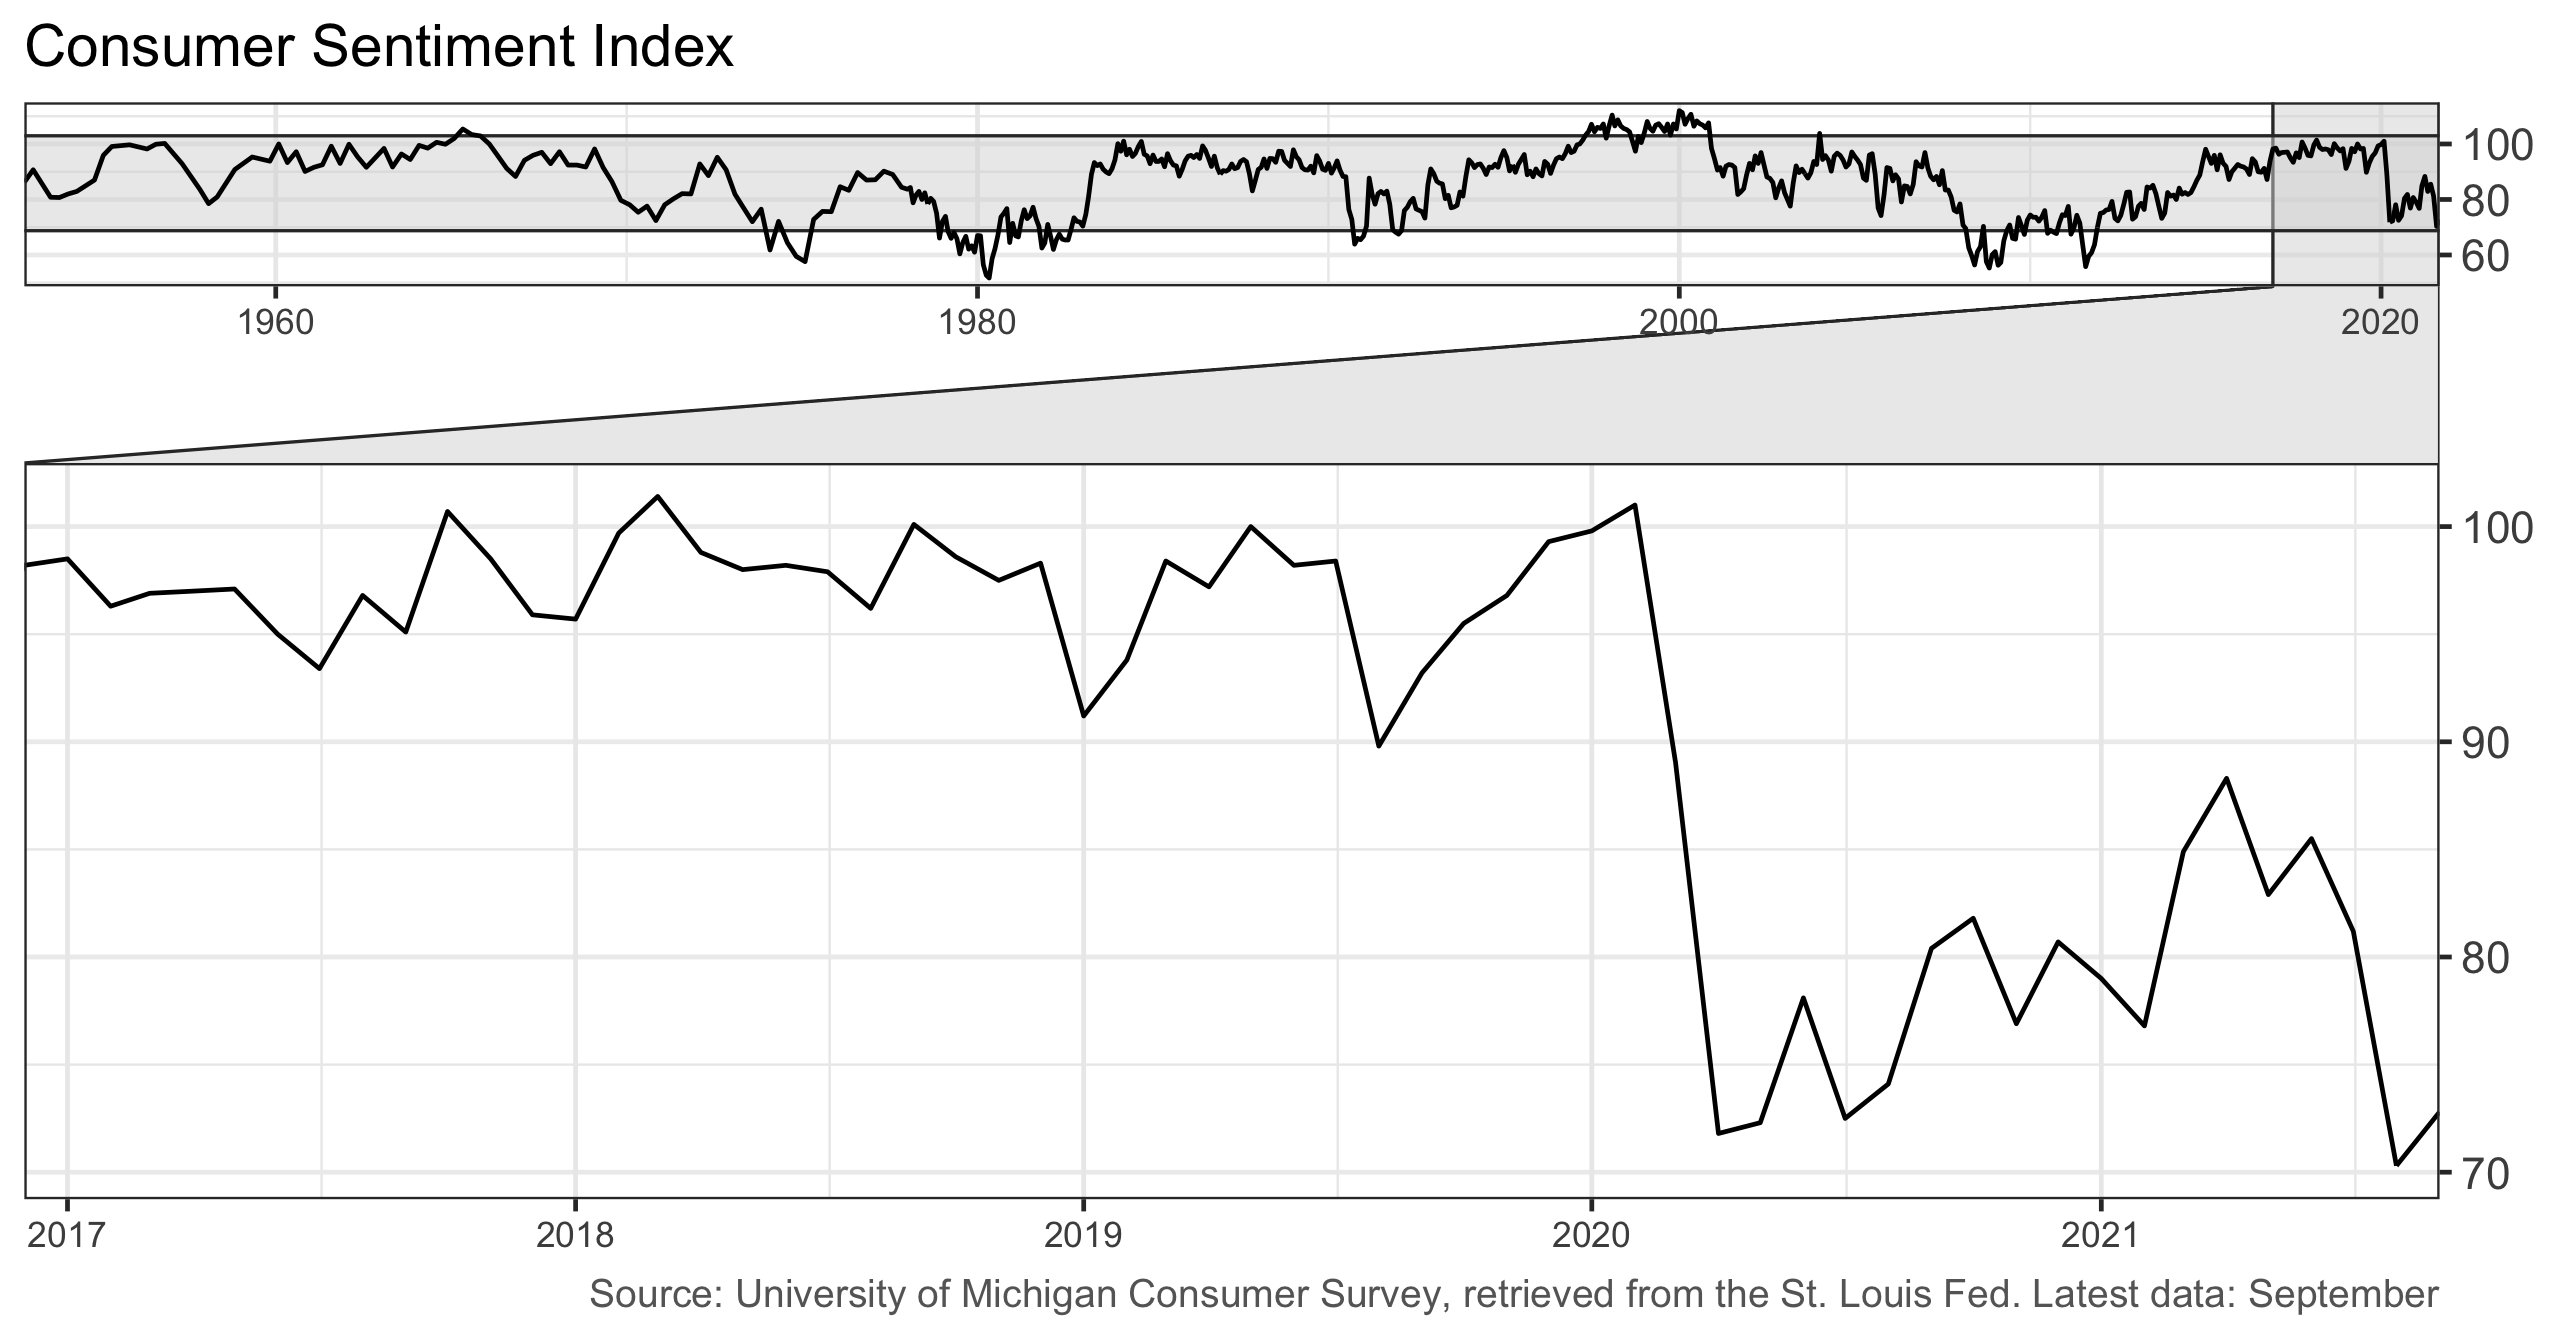 Consumer Sentiment Index
100
80
60
1960 1980 2000 2020
100
90
80
70
2017 2018 2019 2020 2021
Source: University of Michigan Consumer Survey, retrieved from the St. Louis Fed. Latest data: September